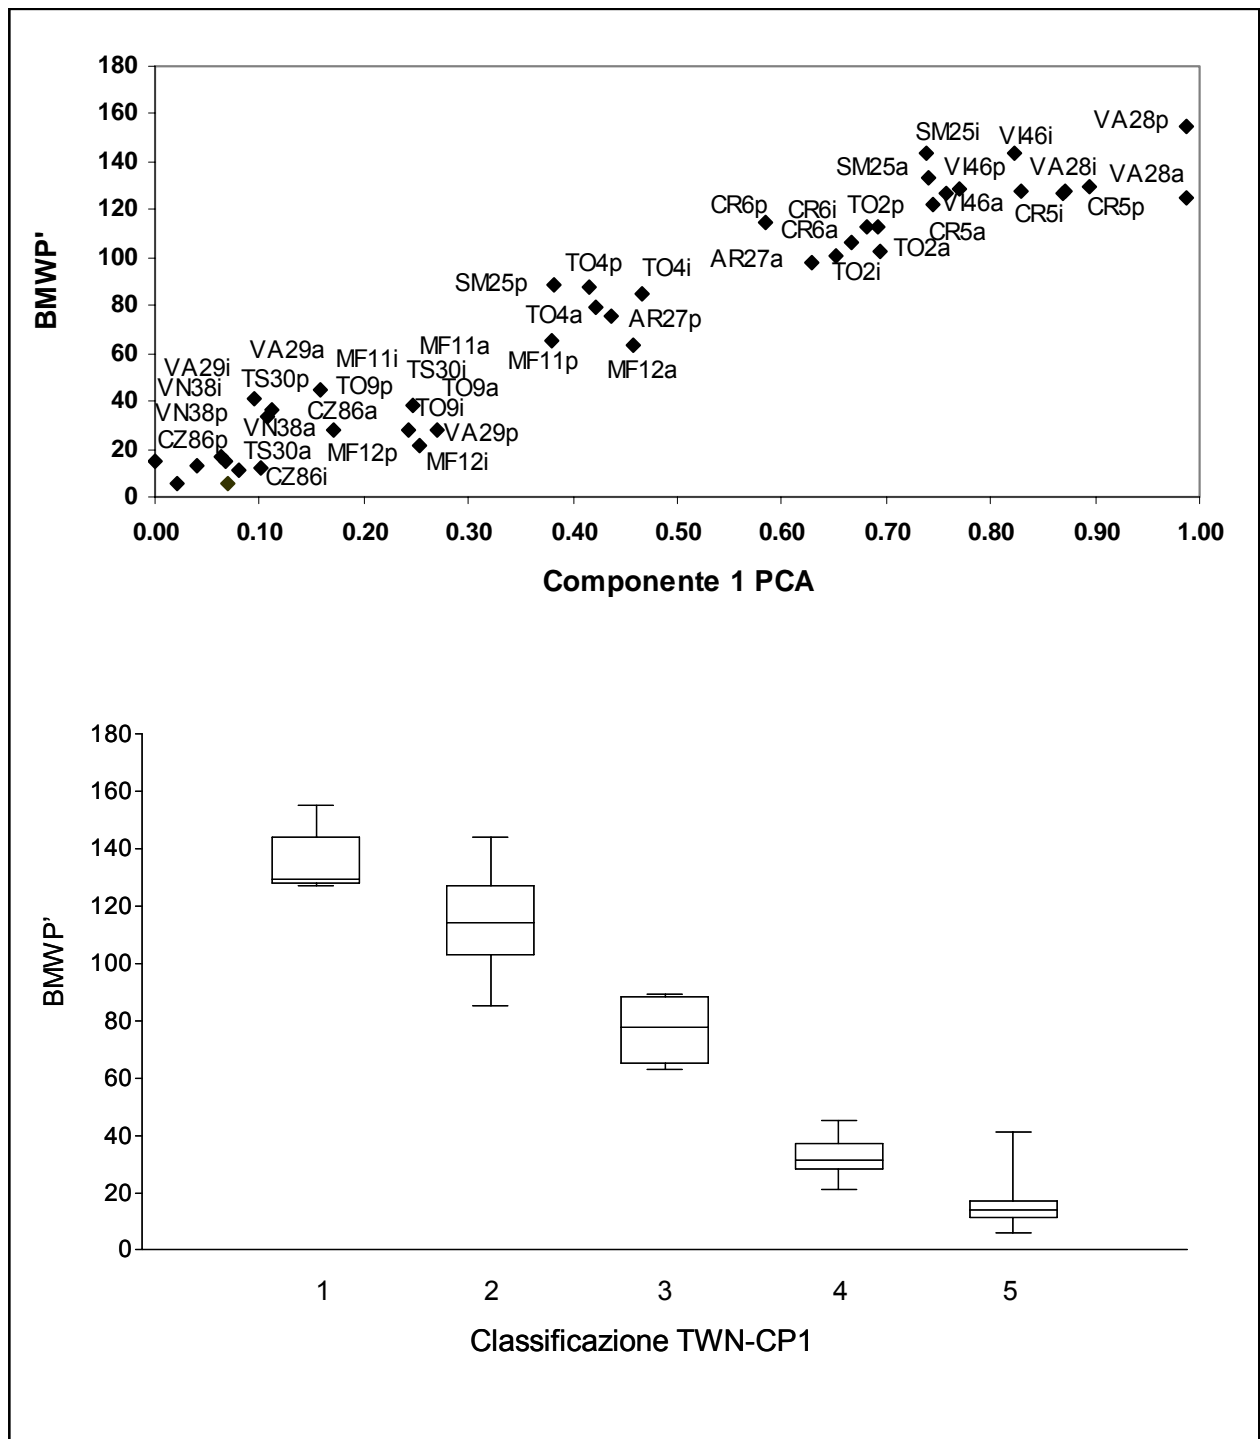 180
160
140
120
100
80
60
40
20
0
BMWP'
VA28p
SM25i
VI46i
SM25a
VI46p
VA28i
VA28a
CR6p
CR6i
TO2p
VI46a
CR5i
CR5p
CR6a
CR5a
AR27a
TO2i
TO2a
SM25p
TO4p
TO4i
TO4a
AR27p
VA29i
VA29a
MF11i
MF11a
MF11p
MF12a
VN38i
TS30p
TO9p
TS30i
TO9a
VN38p
VN38a
CZ86a
TO9i
CZ86p
TS30a
MF12p
VA29p
CZ86i
MF12i
0.00 0.10 0.20 0.30 0.40 0.50 0.60 0.70 0.80 0.90 1.00
Componente 1 PCA
180
160
140
120
100
80
60
40
20
0
BMWP’
1 2 3 4 5
Classificazione TWN-CP1